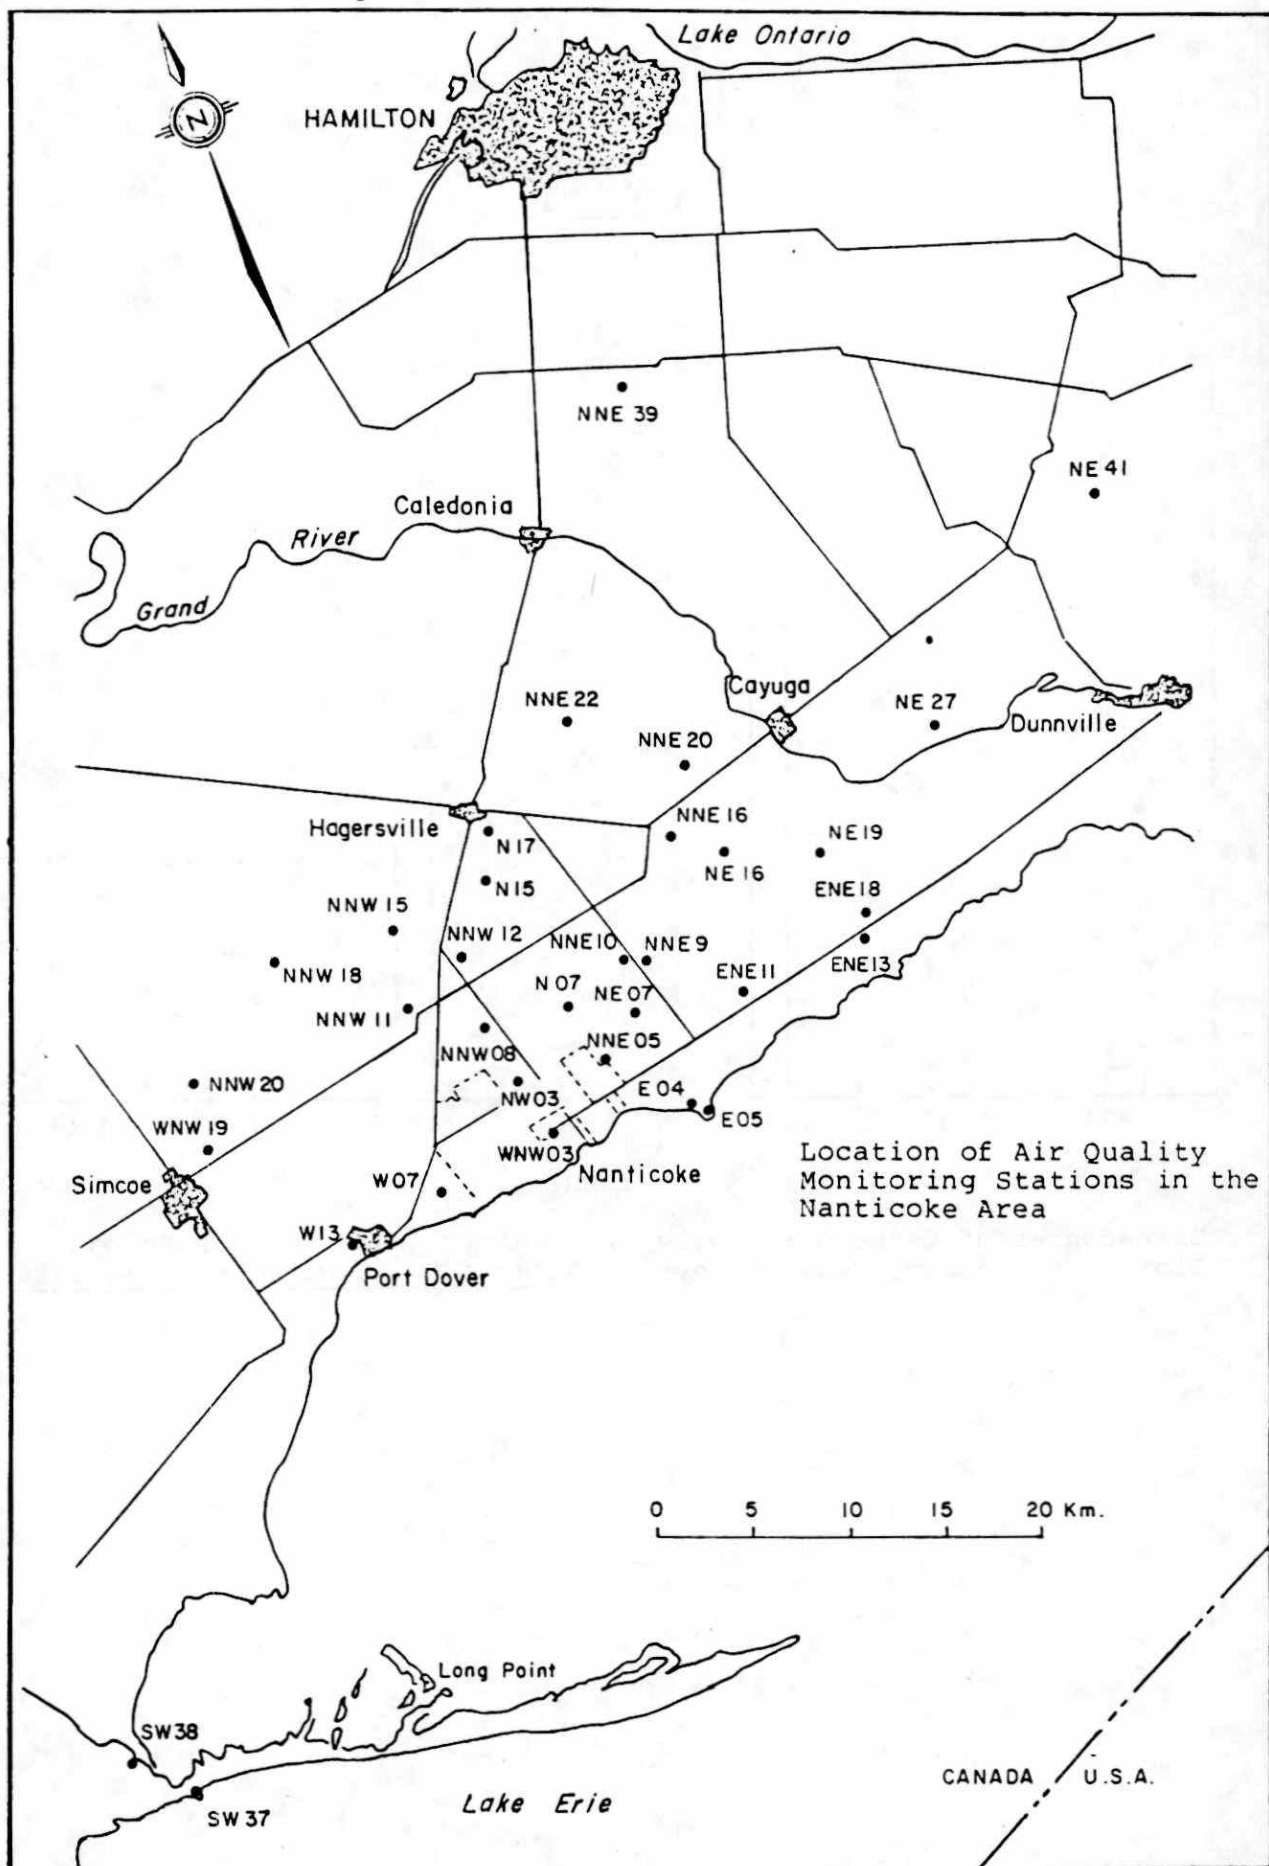 Lake Ontario
N
HAMILTON
NNE 39
NE 41
Caledonia
River
Grand
Cayuga
NNE 22
NE 27
Dunnville
NNE 20
Hagersville
NNE 16
N 17
NE 19
NE 16
N 15
ENE 18
NNW 15
NNW 12
NNE 10
NNE 9
ENE 13
NNW 18
ENE 11
N 07
NE 07
NNW 11
NNE 05
NNW 08
NNW 20
NW 03
E 04
E 05
WNW 19
WNW 03
Nanticoke
Simcoe
W 07
W 13
Port Dover
Location of Air Quality
Monitoring Stations in the
Nanticoke Area
0 5 10 15 20 Km.
Long Point
SW 38
CANADA U.S.A.
Lake Erie
SW 37